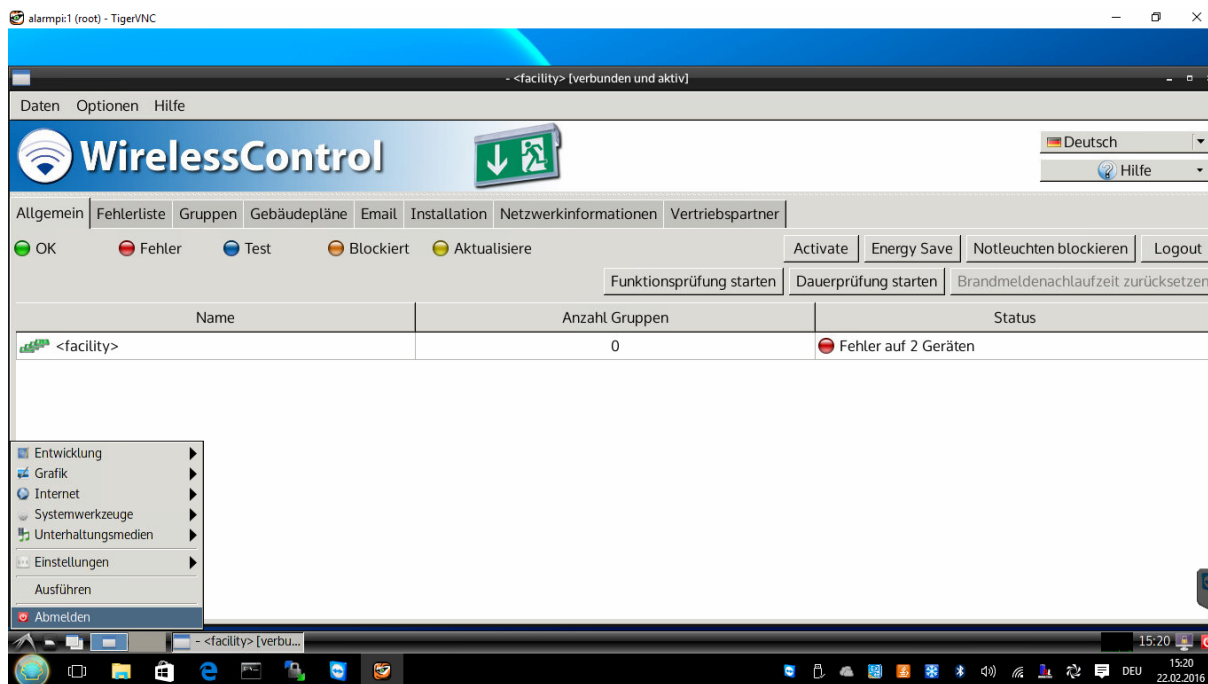 alarmpi:1 (root) - TigerVNC
- <facility> [verbunden und aktiv]
Daten Optionen Hilfe
WirelessControl
Deutsch
Hilfe
Allgemein Fehlerliste Gruppen Gebäudepläne Email Installation Netzwerkinformationen Vertriebspartner
OK Fehler Test Blockiert Aktualisiere Activate Energy Save Notleuchten blockieren Logout
Funktionsprüfung starten Dauerprüfung starten Brandmeldenachlaufzeit zurücksetzen
Name Anzahl Gruppen Status
<facility> 0 Fehler auf 2 Geräten
Entwicklung
Grafik
Internet
Systemwerkzeuge
Unterhaltungsmedien
Einstellungen
Ausführen
Abmelden
- <facility> [verbu... 15:20
DEU 15:20
22.02.2016